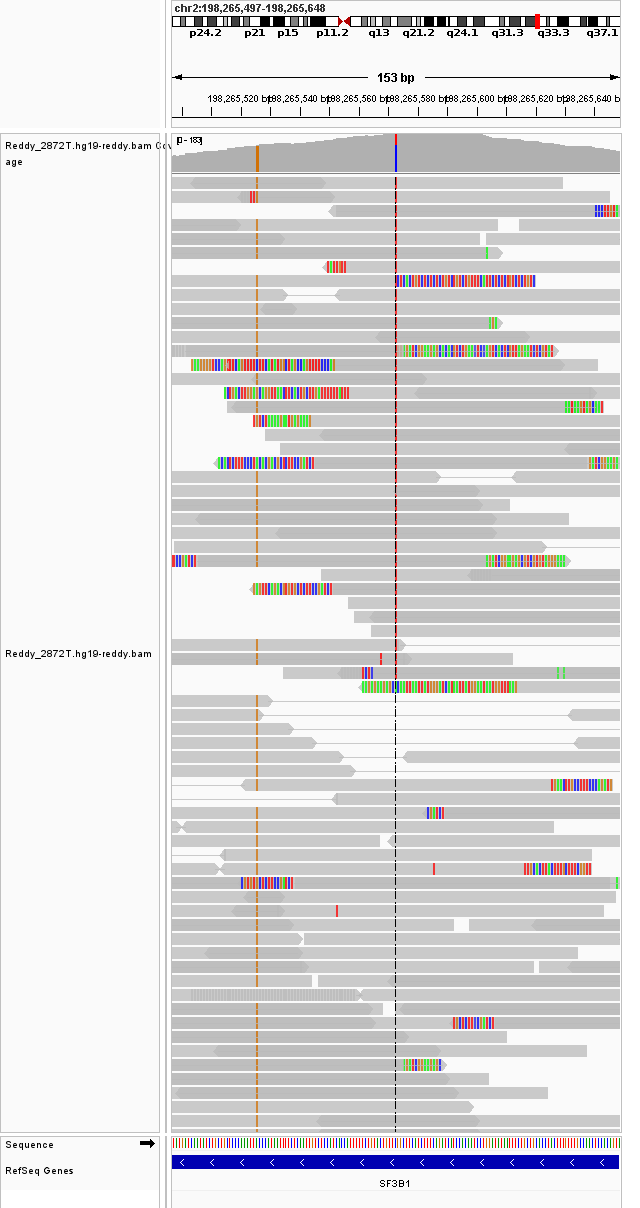 chr2:198,265,497-198,265,648
p24.2 p21 p15 p11.2 q13 q21.2 q24.1 q31.3 q33.3 q37.1
153 bp
198,265,520 bp 198,265,540 bp 198,265,560 bp 198,265,580 bp 198,265,600 bp 198,265,620 bp 198,265,640 bp
Reddy_2872T.hg19-reddy.bam Cov
age
[0 - 183]
Reddy_2872T.hg19-reddy.bam
Sequence
RefSeq Genes
SF3B1